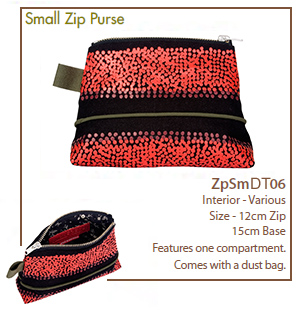 Small Zip Purse
ZpSmDT06
Interior - Various
Size - 12cm Zip
15cm Base
Features one compartment.
Comes with a dust bag.